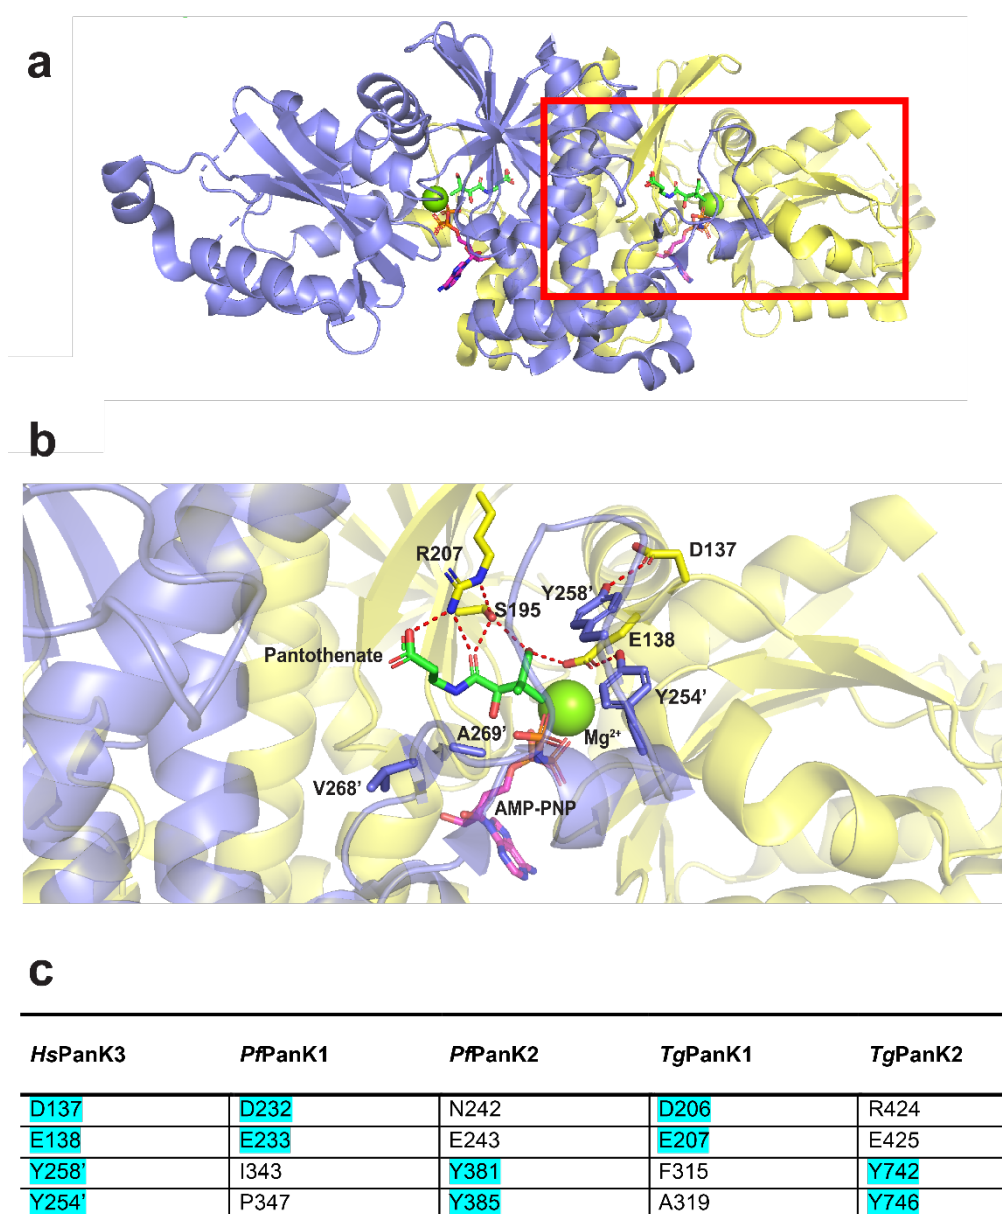 a
b
R207
D137
Y258'
S195
E138
Pantothenate
Y254'
A269'
Mg²⁺
V268'
AMP-PNP
c
HsPanK3 PfPanK1 PfPanK2 TgPanK1 TgPanK2
D137 D232 N242 D206 R424
E138 E233 E243 E207 E425
Y258' I343 Y381 F315 Y742
Y254' P347 Y385 A319 Y746